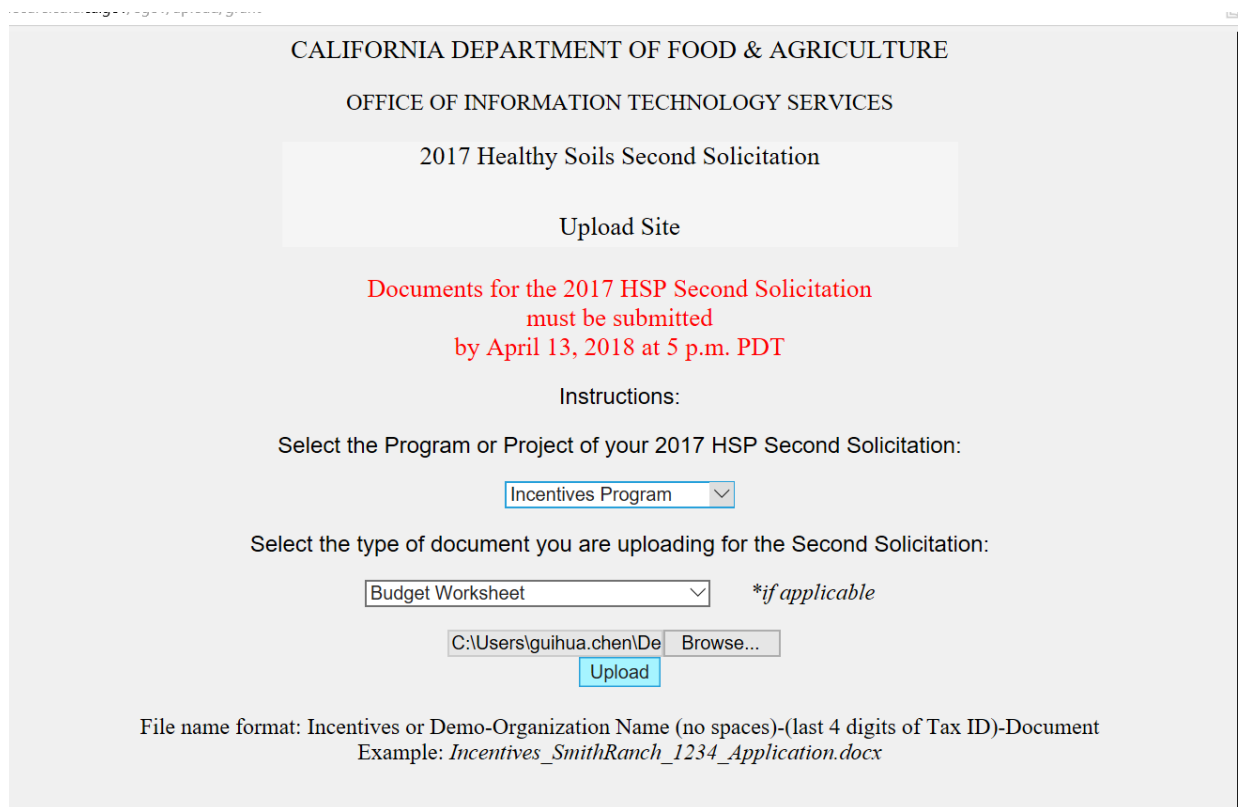 CALIFORNIA DEPARTMENT OF FOOD & AGRICULTURE
OFFICE OF INFORMATION TECHNOLOGY SERVICES
2017 Healthy Soils Second Solicitation
Upload Site
Documents for the 2017 HSP Second Solicitation
must be submitted
by April 13, 2018 at 5 p.m. PDT
Instructions:
Select the Program or Project of your 2017 HSP Second Solicitation:
Incentives Program
Select the type of document you are uploading for the Second Solicitation:
Budget Worksheet *if applicable
C:\Users\guihua.chen\De Browse...
Upload
File name format: Incentives or Demo-Organization Name (no spaces)-(last 4 digits of Tax ID)-Document
Example: Incentives_SmithRanch_1234_Application.docx